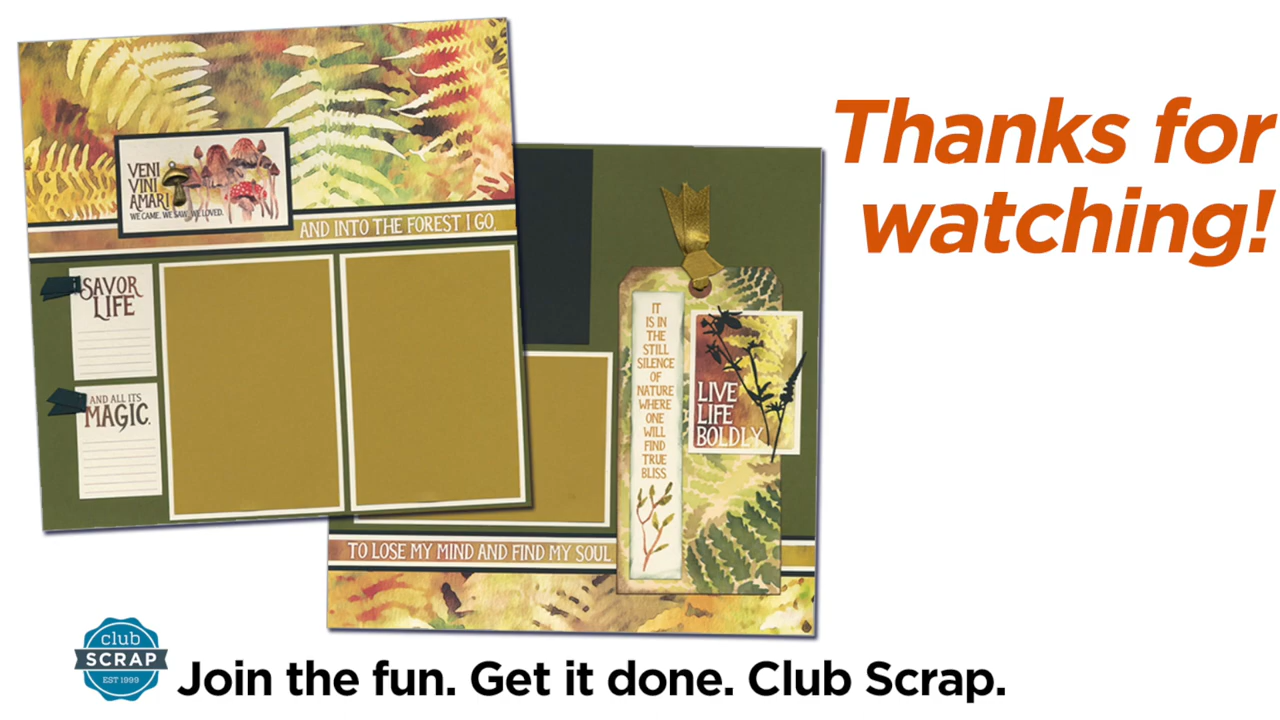 Thanks for
watching!
VENI
VINI
AMARI
WE CAME, WE SAW, WE LOVED.
AND INTO THE FOREST I GO,
SAVOR
LIFE
AND ALL ITS
MAGIC.
IT
IS IN
THE
STILL
SILENCE
OF
NATURE
WHERE
ONE
WILL
FIND
TRUE
BLISS
LIVE
LIFE
BOLDLY
TO LOSE MY MIND AND FIND MY SOUL
club
SCRAP
EST 1999
Join the fun. Get it done. Club Scrap.